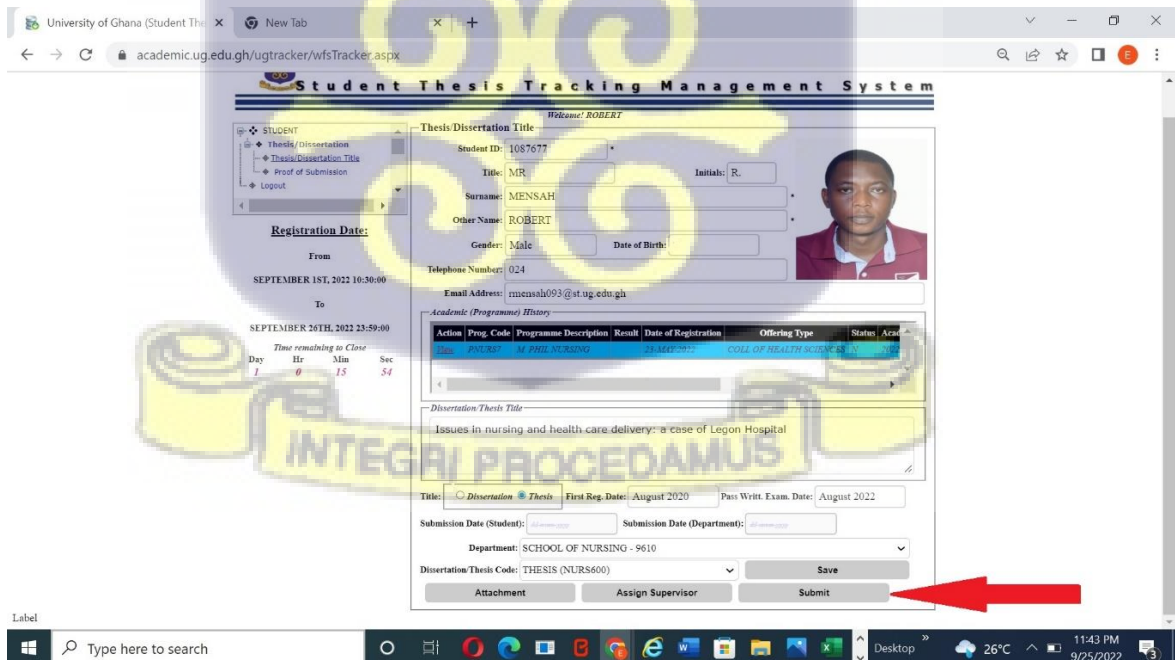 University of Ghana (Student The
New Tab
academic.ug.edu.gh/ugtracker/wfsTracker.aspx
E
Student Thesis Tracking Management System
Welcome! ROBERT
STUDENT
Thesis/Dissertation
Thesis/Dissertation Title
Proof of Submission
Logout
Registration Date:
From
SEPTEMBER 1ST, 2022 10:30:00
To
SEPTEMBER 26TH, 2022 23:59:00
Time remaining to Close
Day Hr Min Sec
1 0 15 54
Thesis/Dissertation Title
Student ID: 1087677 *
Title: MR Initials: R.
Surname: MENSAH *
Other Name: ROBERT *
Gender: Male Date of Birth:
Telephone Number: 024
Email Address: rmensah093@st.ug.edu.gh
Academic (Programme) History
Action Prog. Code Programme Description Result Date of Registration Offering Type Status Acad
View PNURS7 M. PHIL NURSING 25-MAY-2022 COLL OF HEALTH SCIENCES N
Dissertation/Thesis Title
Issues in nursing and health care delivery: a case of Legon Hospital
INTEGRI PROCEDAMUS
Title: Dissertation Thesis First Reg. Date: August 2020 Pass Writt. Exam. Date: August 2022
Submission Date (Student): Submission Date (Department):
Department: SCHOOL OF NURSING - 9610
Dissertation/Thesis Code: THESIS (NURS600) Save
Attachment Assign Supervisor Submit
Label
Type here to search
Desktop
26°C
11:43 PM
9/25/2022
3